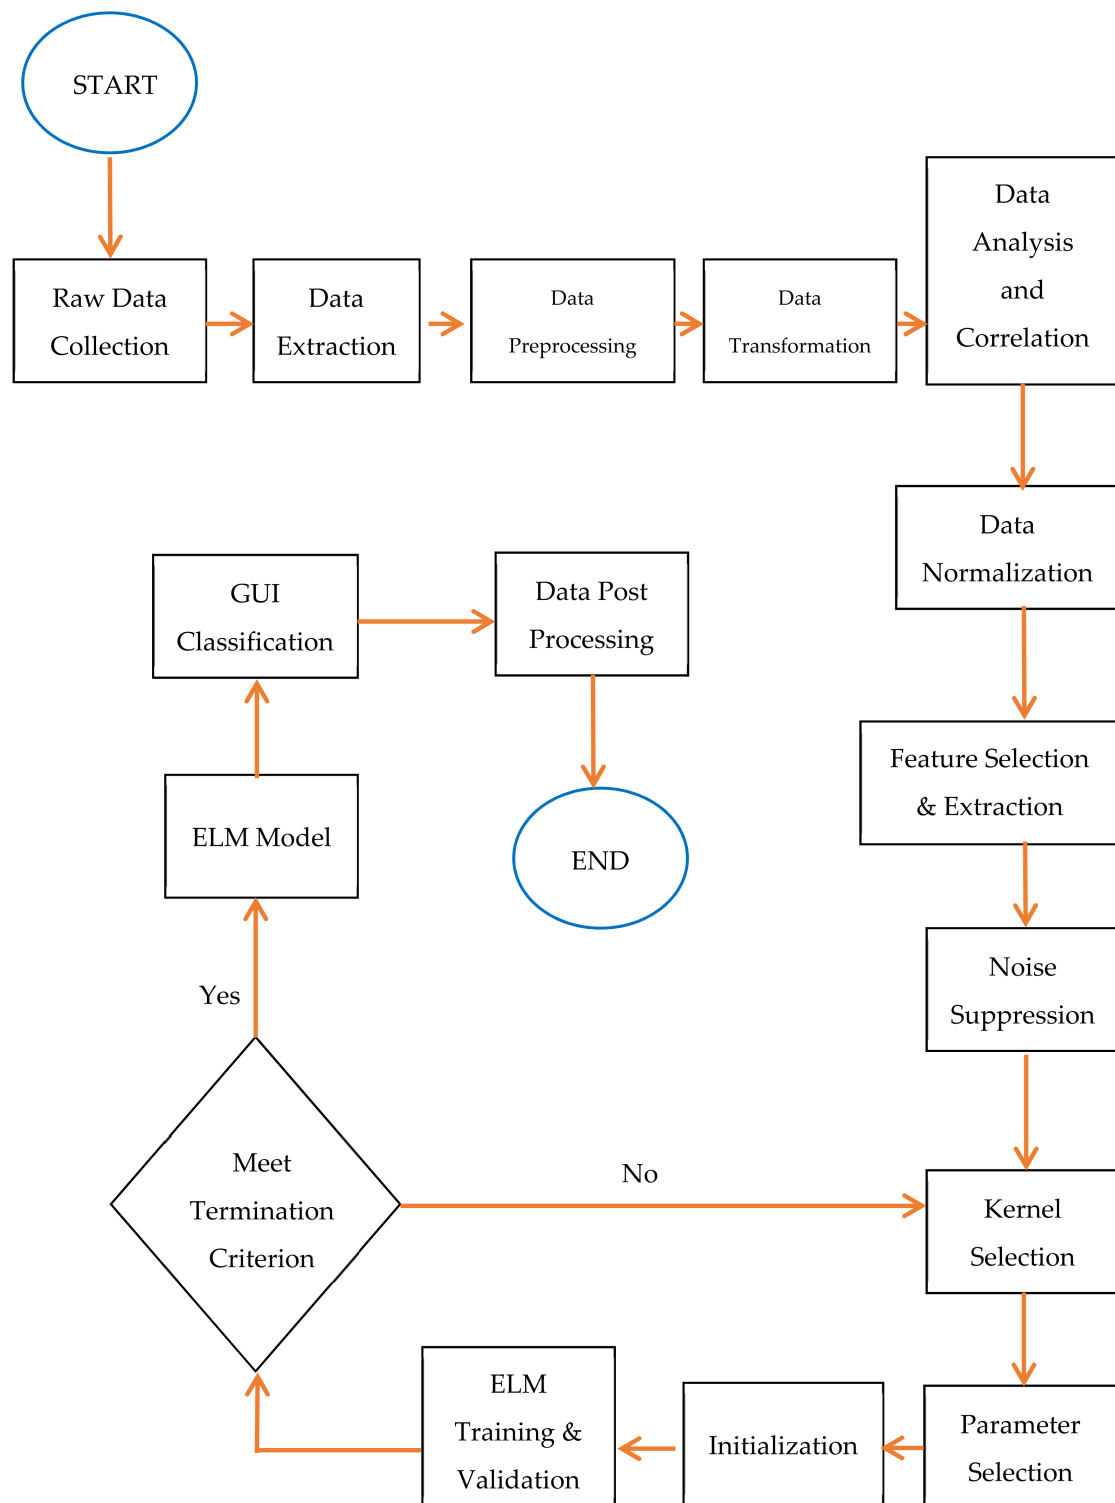 START
Raw Data
Collection
Data
Extraction
Data
Preprocessing
Data
Transformation
Data
Analysis
and
Correlation
Data
Normalization
Feature Selection
& Extraction
Noise
Suppression
Kernel
Selection
Parameter
Selection
Initialization
ELM
Training &
Validation
Meet
Termination
Criterion
No
Yes
ELM Model
GUI
Classification
Data Post
Processing
END